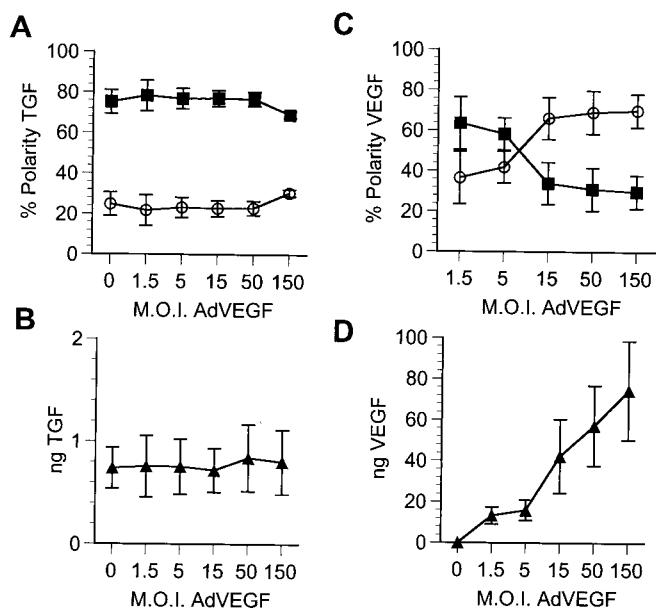 A
100
80
60
40
20
0
% Polarity TGF
0 1.5 5 15 50 150
M.O.I. AdVEGF
B
2
1
0
ng TGF
0 1.5 5 15 50 150
M.O.I. AdVEGF
C
100
80
60
40
20
0
% Polarity VEGF
1.5 5 15 50 150
M.O.I. AdVEGF
D
100
80
60
40
20
0
ng VEGF
0 1.5 5 15 50 150
M.O.I. AdVEGF